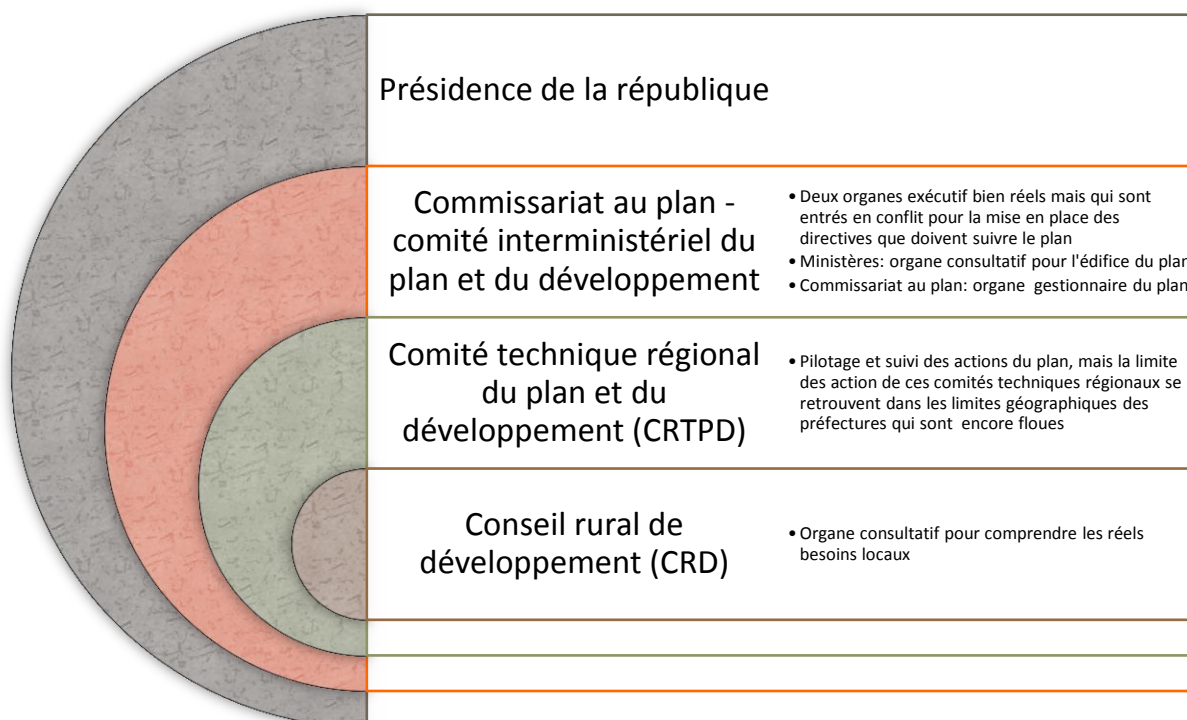 Présidence de la république
Commissariat au plan -
comité interministériel du
plan et du développement
• Deux organes exécutif bien réels mais qui sont
entrés en conflit pour la mise en place des
directives que doivent suivre le plan
• Ministères: organe consultatif pour l'édifice du plan
• Commissariat au plan: organe gestionnaire du plan
Comité technique régional
du plan et du
développement (CRTPD)
• Pilotage et suivi des actions du plan, mais la limite
des action de ces comités techniques régionaux se
retrouvent dans les limites géographiques des
préfectures qui sont encore floues
Conseil rural de
développement (CRD)
• Organe consultatif pour comprendre les réels
besoins locaux